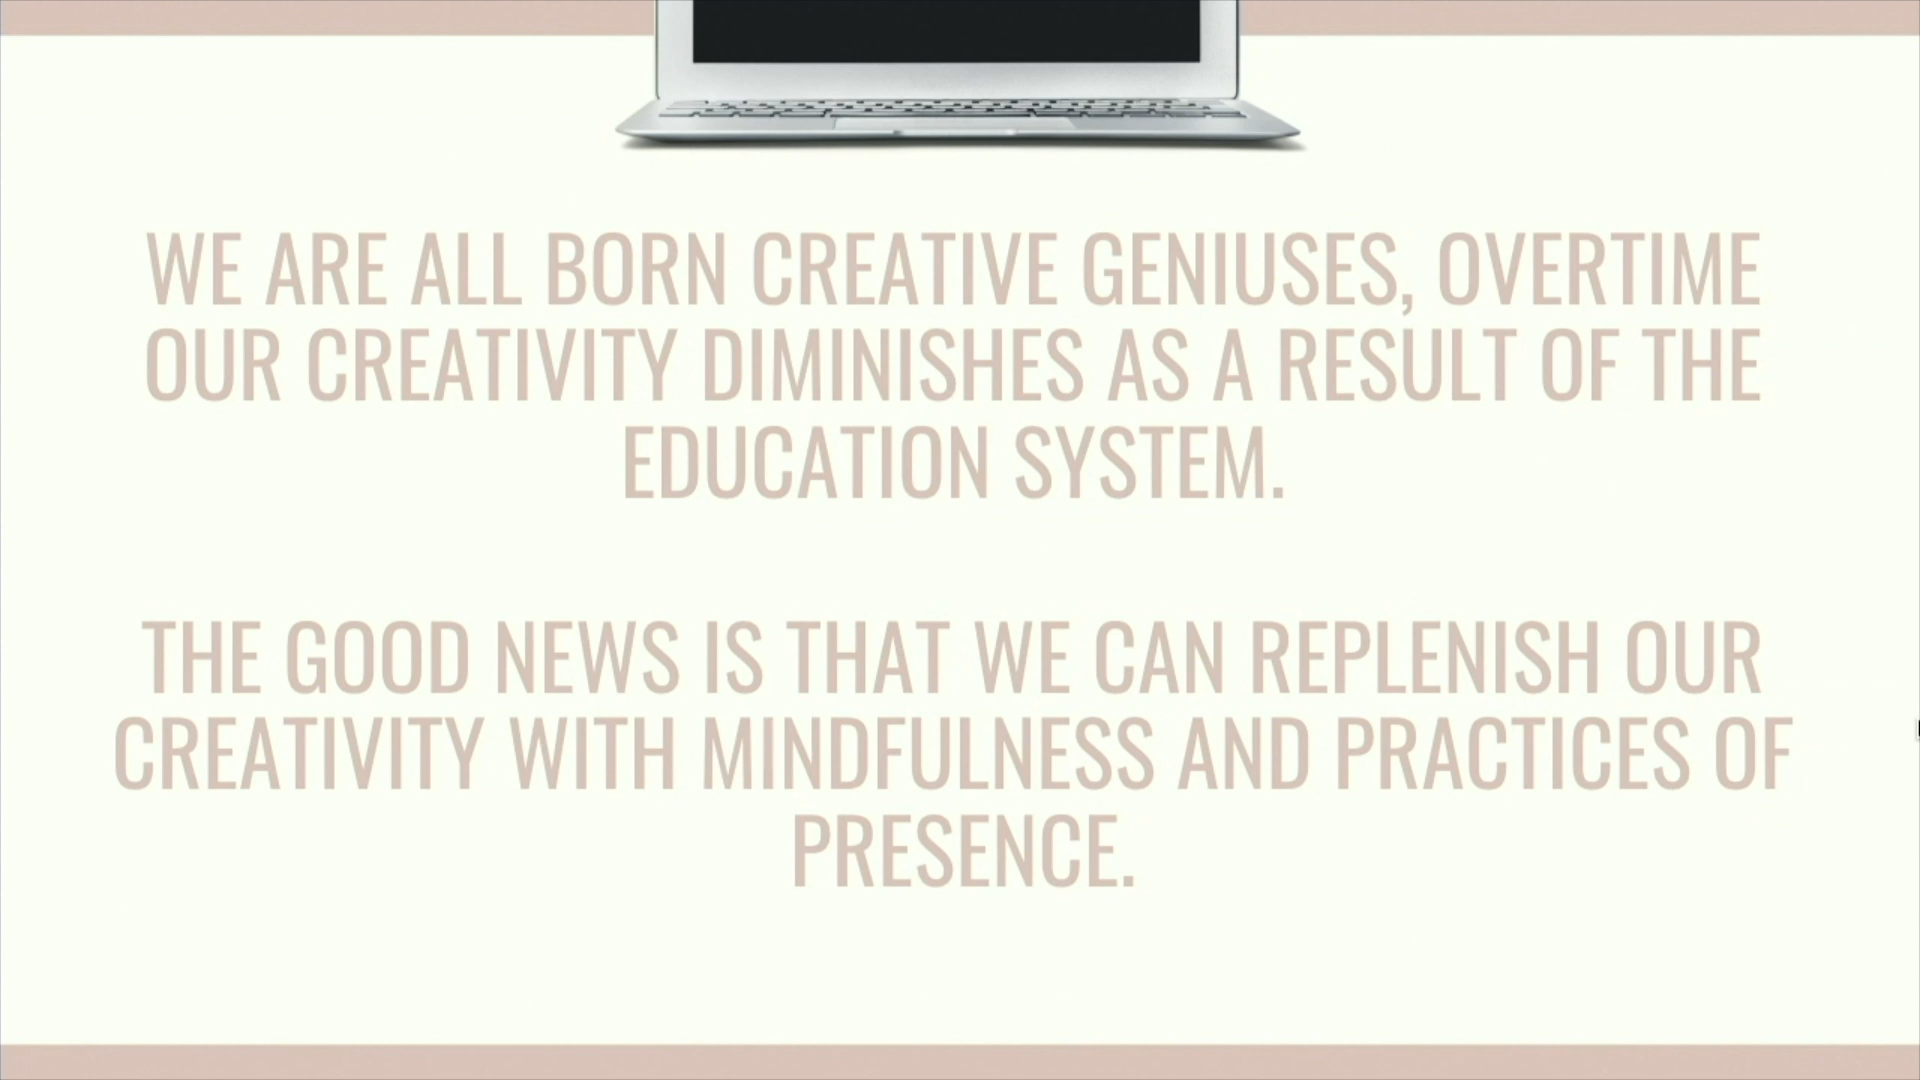 WE ARE ALL BORN CREATIVE GENIUSES, OVERTIME
OUR CREATIVITY DIMINISHES AS A RESULT OF THE
EDUCATION SYSTEM.
THE GOOD NEWS IS THAT WE CAN REPLENISH OUR
CREATIVITY WITH MINDFULNESS AND PRACTICES OF
PRESENCE.